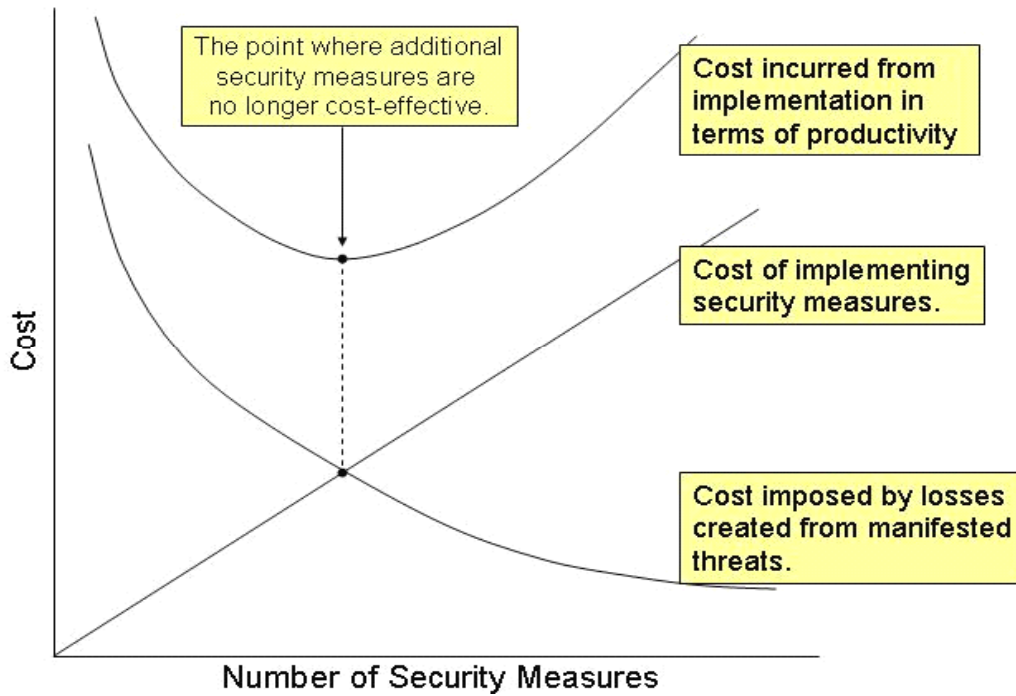 The point where additional
security measures are
no longer cost-effective.
Cost incurred from
implementation in
terms of productivity
Cost of implementing
security measures.
Cost imposed by losses
created from manifested
threats.
Cost
Number of Security Measures